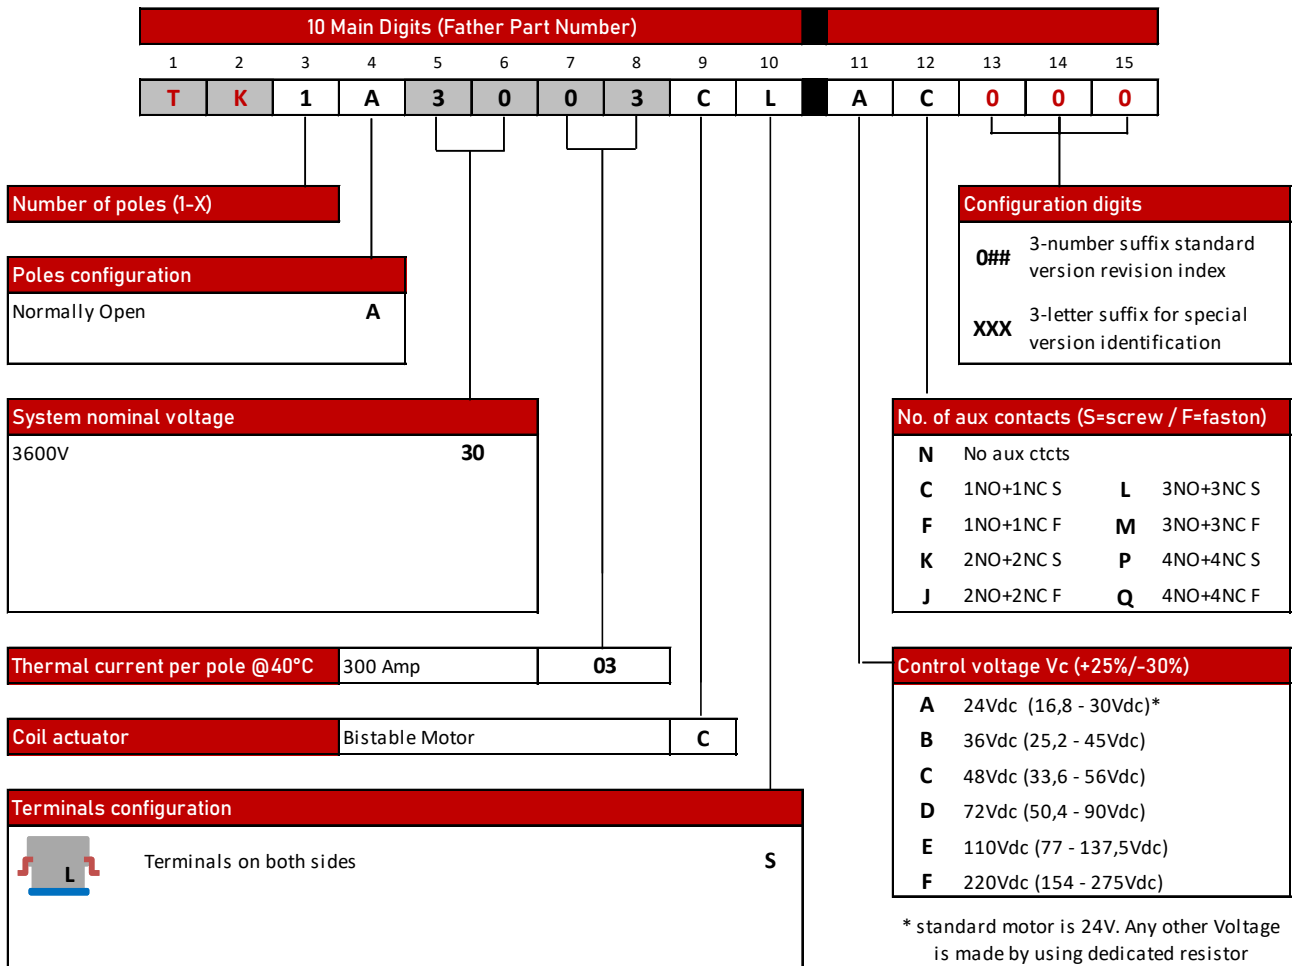 10 Main Digits (Father Part Number)
1 2 3 4 5 6 7 8 9 10 11 12 13 14 15
T K 1 A 3 0 0 3 C L A C 0 0 0
Number of poles (1-X)
Poles configuration
Normally Open A
System nominal voltage
3600V 30
Thermal current per pole @40°C 300 Amp 03
Coil actuator Bistable Motor C
Terminals configuration
L Terminals on both sides S
Configuration digits
0## 3-number suffix standard
version revision index
XXX 3-letter suffix for special
version identification
No. of aux contacts (S=screw / F=faston)
N No aux ctcts
C 1NO+1NC S L 3NO+3NC S
F 1NO+1NC F M 3NO+3NC F
K 2NO+2NC S P 4NO+4NC S
J 2NO+2NC F Q 4NO+4NC F
Control voltage Vc (+25%/-30%)
A 24Vdc (16,8 - 30Vdc)*
B 36Vdc (25,2 - 45Vdc)
C 48Vdc (33,6 - 56Vdc)
D 72Vdc (50,4 - 90Vdc)
E 110Vdc (77 - 137,5Vdc)
F 220Vdc (154 - 275Vdc)
* standard motor is 24V. Any other Voltage
is made by using dedicated resistor